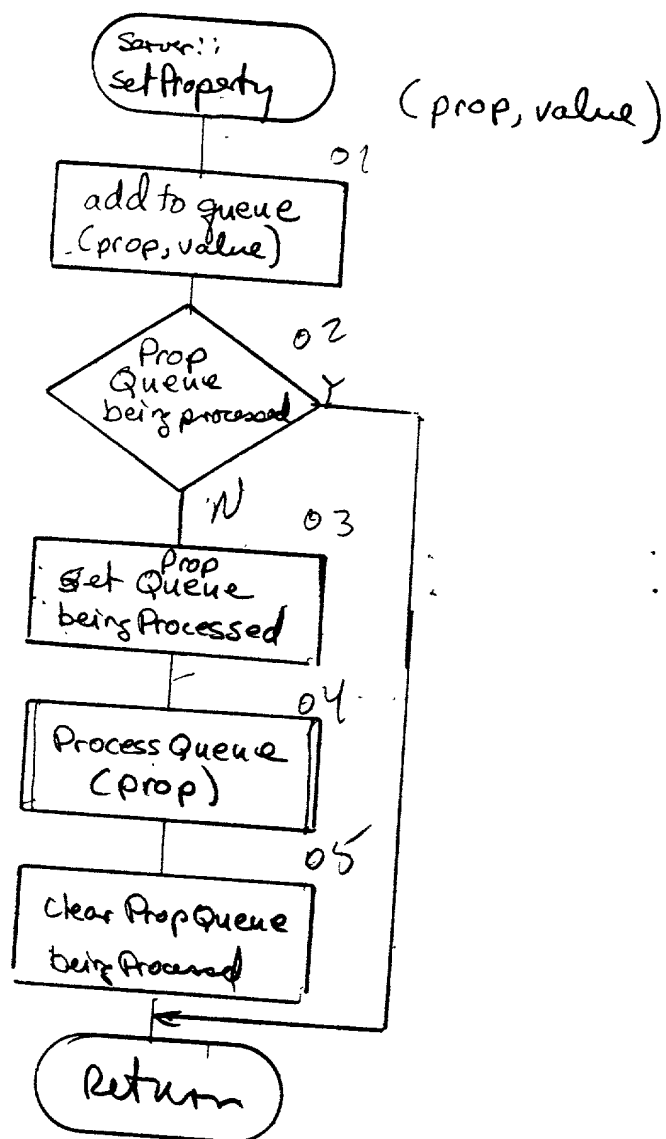 Server::
setProperty
(prop, value)
01
add to queue
(prop, value)
02
Prop
Queue
being processed
Y
N
03
Prop
set Queue
being Processed
04
Process Queue
(prop)
05
Clear Prop Queue
being Processed
Return